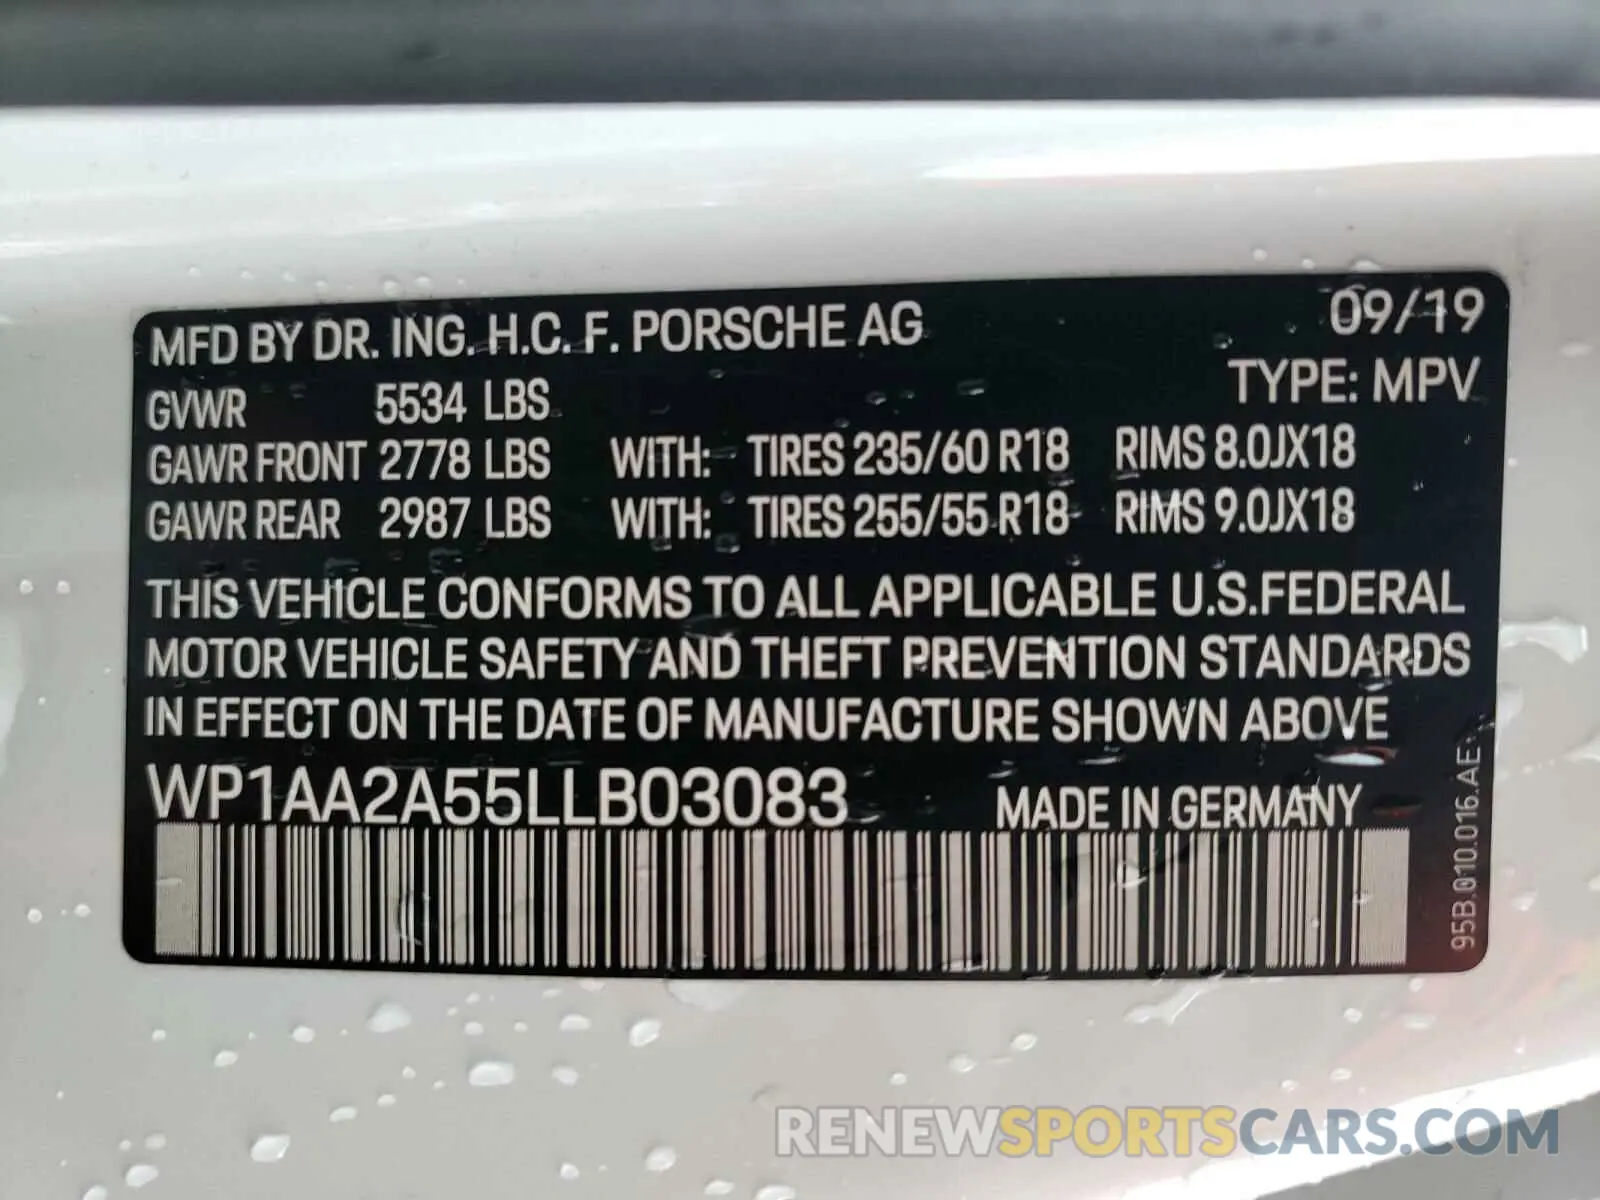 MFD BY DR. ING. H.C. F. PORSCHE AG 09/19
TYPE: MPV
GVWR 5534 LBS
GAWR FRONT 2778 LBS WITH: TIRES 235/60 R18 RIMS 8.0JX18
GAWR REAR 2987 LBS WITH: TIRES 255/55 R18 RIMS 9.0JX18
THIS VEHICLE CONFORMS TO ALL APPLICABLE U.S.FEDERAL
MOTOR VEHICLE SAFETY AND THEFT PREVENTION STANDARDS
IN EFFECT ON THE DATE OF MANUFACTURE SHOWN ABOVE
WP1AA2A55LLB03083 MADE IN GERMANY
95B.010.016.AE
RENEWSPORTSCARS.COM